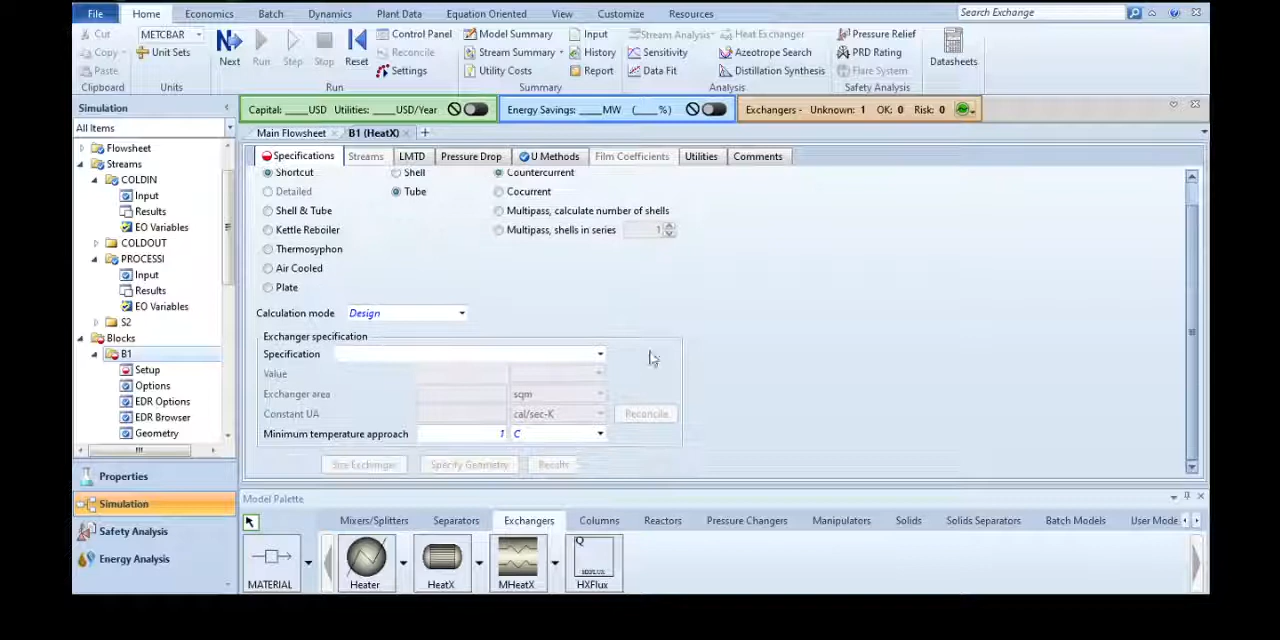 File Home Economics Batch Dynamics Plant Data Equation Oriented View Customize Resources Search Exchange
Cut METCBAR Control Panel Model Summary Input Stream Analysis Heat Exchanger Pressure Relief
Copy Unit Sets Next Run Step Stop Reset Reconcile Stream Summary History Sensitivity Azeotrope Search PRD Rating Datasheets
Paste Settings Utility Costs Report Data Fit Distillation Synthesis Flare System
Clipboard Units Run Summary Analysis Safety Analysis
Simulation Capital: ____USD Utilities: ____USD/Year Energy Savings: ____MW (____%) Exchangers - Unknown: 1 OK: 0 Risk: 0
All Items Main Flowsheet B1 (HeatX) +
Flowsheet Specifications Streams LMTD Pressure Drop U Methods Film Coefficients Utilities Comments
Streams
COLDIN
Input
Results
EO Variables
COLDOUT
PROCESSI
Input
Results
EO Variables
S2
Blocks
B1
Setup
Options
EDR Options
EDR Browser
Geometry
Shortcut Shell Countercurrent
Detailed Tube Cocurrent
Shell & Tube Multipass, calculate number of shells
Kettle Reboiler Multipass, shells in series 1
Thermosyphon
Air Cooled
Plate
Calculation mode Design
Exchanger specification
Specification
Value
Exchanger area sqm
Constant UA cal/sec-K Reconcile
Minimum temperature approach 1 C
Size Exchanger Specify Geometry Results
Properties
Simulation
Safety Analysis
Energy Analysis
Model Palette
Mixers/Splitters Separators Exchangers Columns Reactors Pressure Changers Manipulators Solids Solids Separators Batch Models User Mode
MATERIAL Heater HeatX MHeatX Q HXFLUX HXFlux